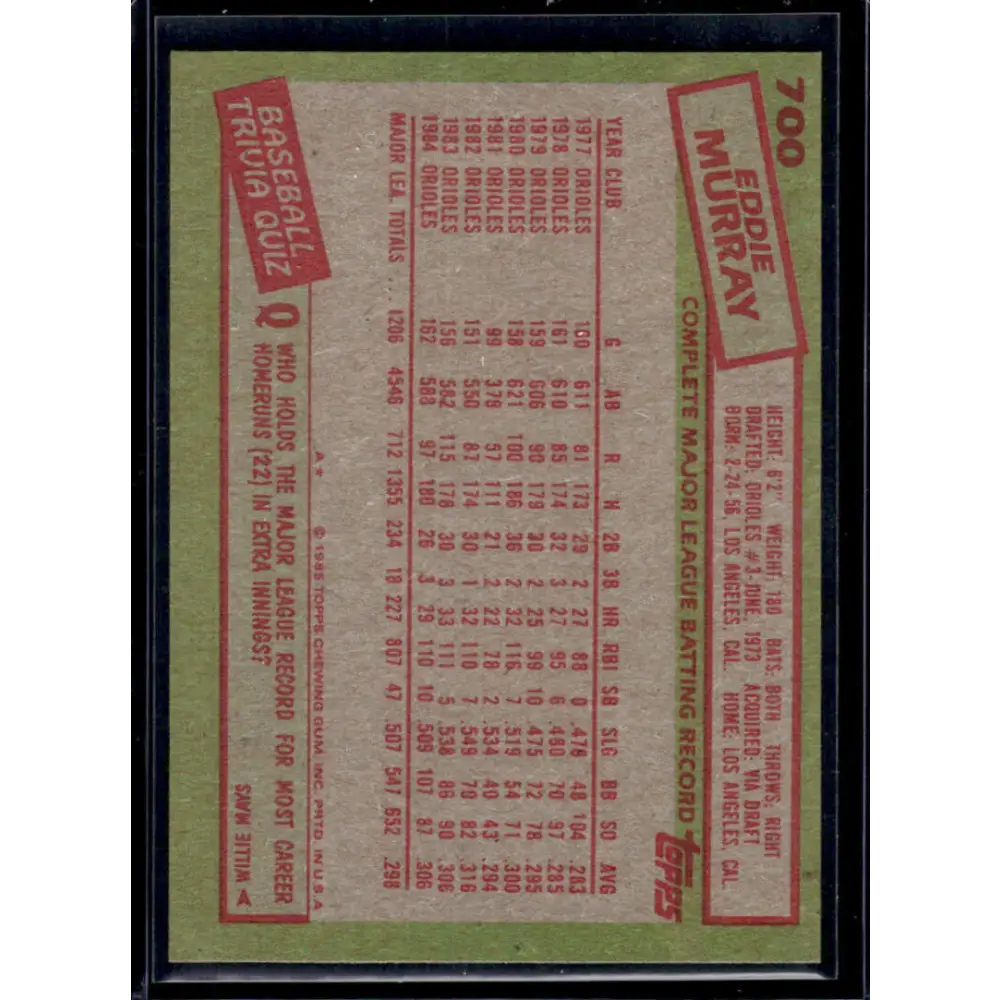 700
EDDIE
MURRAY
HEIGHT: 6'2" WEIGHT: 180 BATS: BOTH THROWS: RIGHT
DRAFTED: ORIOLES #3-JUNE, 1973 ACQUIRED: VIA DRAFT
BORN: 2-24-56, LOS ANGELES, CAL. HOME: LOS ANGELES, CAL.
COMPLETE MAJOR LEAGUE BATTING RECORD
topps
YEAR CLUB G AB R H 2B 3B HR RBI SB SLG BB SO AVG
1977 ORIOLES 160 611 81 173 29 2 27 88 0 .470 48 104 .283
1978 ORIOLES 161 610 85 174 32 3 27 95 6 .480 70 97 .285
1979 ORIOLES 159 606 90 179 30 2 25 99 10 .475 72 78 .295
1980 ORIOLES 158 621 100 186 36 2 32 116 7 .519 54 71 .300
1981 ORIOLES 99 378 57 111 21 2 22 78 2 .534 40 43 .294
1982 ORIOLES 151 550 87 174 30 1 32 110 7 .549 70 82 .316
1983 ORIOLES 156 582 115 178 30 3 33 111 5 .538 86 90 .306
1984 ORIOLES 162 588 97 180 26 3 29 110 10 .509 107 87 .306
MAJOR LEA. TOTALS ... 1206 4546 712 1355 234 18 227 807 47 .507 547 652 .298
A* © 1985 TOPPS CHEWING GUM INC. PRTD. IN U.S.A
BASEBALL
TRIVIA QUIZ
Q WHO HOLDS THE MAJOR LEAGUE RECORD FOR MOST CAREER
HOMERUNS (22) IN EXTRA INNINGS?
WILLIE MAYS